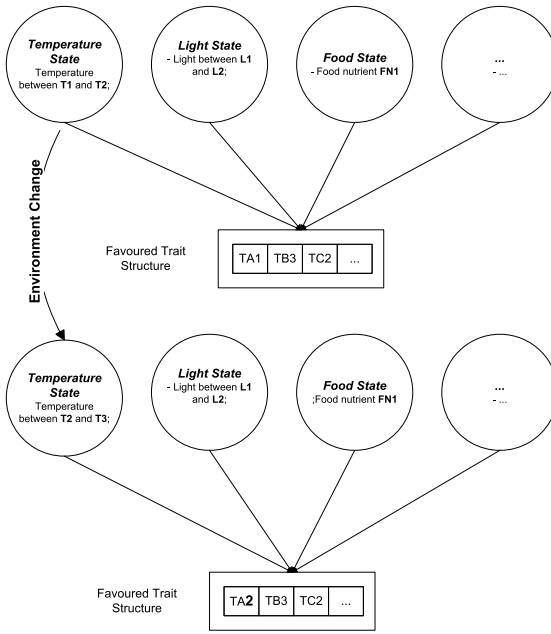 Temperature
State
Temperature
between T1 and T2;
Light State
- Light between L1
and L2;
Food State
- Food nutrient FN1
...
- ...
Environment Change
Favoured Trait
Structure
TA1 TB3 TC2 ...
Temperature
State
Temperature
between T2 and T3;
Light State
- Light between L1
and L2;
Food State
;Food nutrient FN1
...
- ...
Favoured Trait
Structure
TA2 TB3 TC2 ...